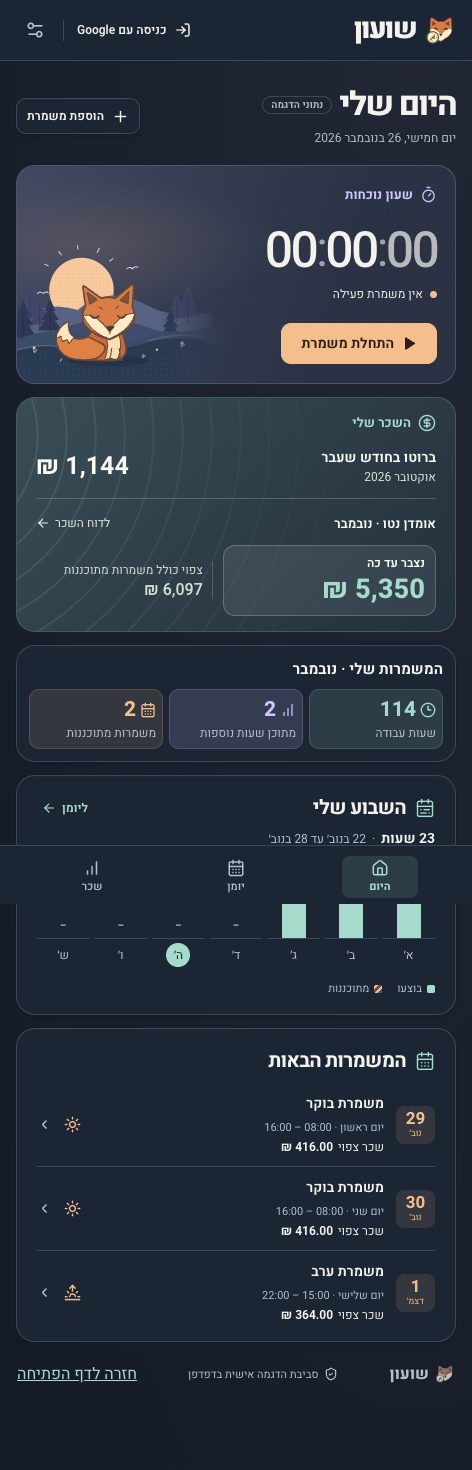 שועון
כניסה עם Google
היום שלי
נתוני הדגמה
הוספת משמרת
יום חמישי, 26 בנובמבר 2026
שעון נוכחות
00:00:00
אין משמרת פעילה
התחלת משמרת
השכר שלי
ברוטו בחודש שעבר
1,144 ₪
אוקטובר 2026
אומדן נטו · נובמבר
לדוח השכר
נצבר עד כה
5,350 ₪
צפוי כולל משמרות מתוכננות
6,097 ₪
המשמרות שלי · נובמבר
114
שעות עבודה
2
מתוכן שעות נוספות
2
משמרות מתוכננות
השבוע שלי
ליומן
23 שעות · 22 בנוב׳ עד 28 בנוב׳
היום
יומן
שכר
– – – –
א׳ ב׳ ג׳ ד׳ ה׳ ו׳ ש׳
בוצעו
מתוכננות
המשמרות הבאות
29
נוב׳
משמרת בוקר
יום ראשון · 08:00 – 16:00
שכר צפוי 416.00 ₪
30
נוב׳
משמרת בוקר
יום שני · 08:00 – 16:00
שכר צפוי 416.00 ₪
1
דצמ׳
משמרת ערב
יום שלישי · 15:00 – 22:00
שכר צפוי 364.00 ₪
שועון
סביבת הדגמה אישית בדפדפן
חזרה לדף הפתיחה